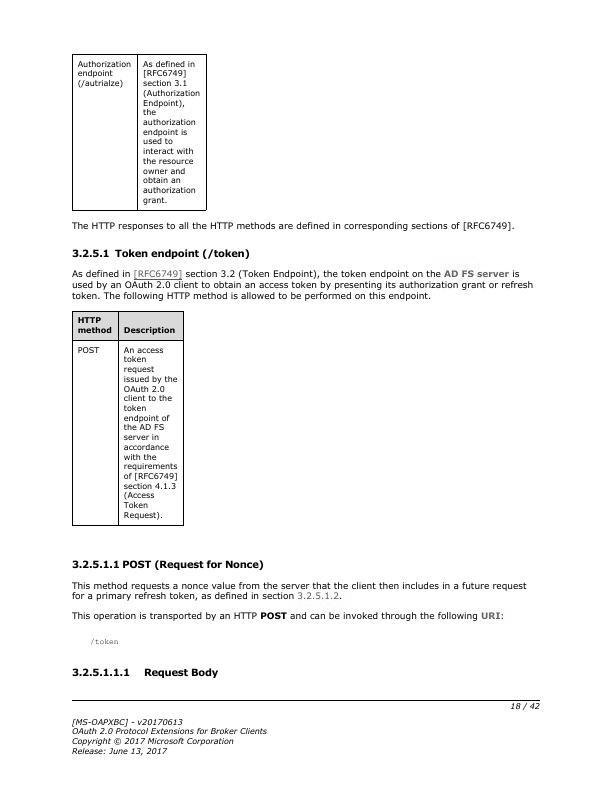 Authorization
endpoint
(/autrialze)
As defined in
[RFC6749]
section 3.1
(Authorization
Endpoint),
the
authorization
endpoint is
used to
interact with
the resource
owner and
obtain an
authorization
grant.
The HTTP responses to all the HTTP methods are defined in corresponding sections of [RFC6749].
3.2.5.1 Token endpoint (/token)
As defined in [RFC6749] section 3.2 (Token Endpoint), the token endpoint on the AD FS server is
used by an OAuth 2.0 client to obtain an access token by presenting its authorization grant or refresh
token. The following HTTP method is allowed to be performed on this endpoint.
HTTP
method
Description
POST
An access
token
request
issued by the
OAuth 2.0
client to the
token
endpoint of
the AD FS
server in
accordance
with the
requirements
of [RFC6749]
section 4.1.3
(Access
Token
Request).
3.2.5.1.1 POST (Request for Nonce)
This method requests a nonce value from the server that the client then includes in a future request
for a primary refresh token, as defined in section 3.2.5.1.2.
This operation is transported by an HTTP POST and can be invoked through the following URI:
/token
3.2.5.1.1.1 Request Body
18 / 42
[MS-OAPXBC] - v20170613
OAuth 2.0 Protocol Extensions for Broker Clients
Copyright © 2017 Microsoft Corporation
Release: June 13, 2017